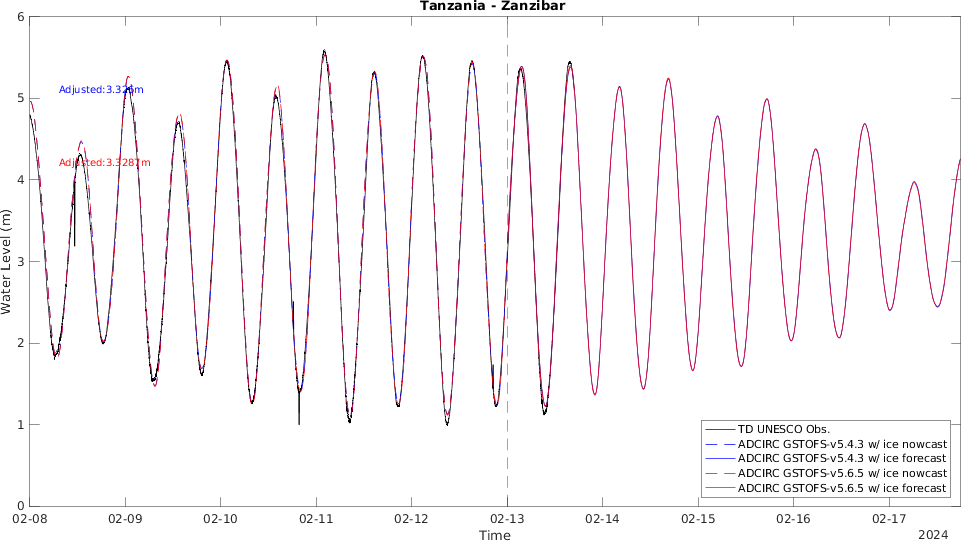 Tanzania - Zanzibar
6
5
4
3
2
1
0
Water Level (m)
Adjusted:3.325m
Adjusted:3.3287m
TD UNESCO Obs.
ADCIRC GSTOFS-v5.4.3 w/ ice nowcast
ADCIRC GSTOFS-v5.4.3 w/ ice forecast
ADCIRC GSTOFS-v5.6.5 w/ ice nowcast
ADCIRC GSTOFS-v5.6.5 w/ ice forecast
02-08 02-09 02-10 02-11 02-12 02-13 02-14 02-15 02-16 02-17
Time
2024